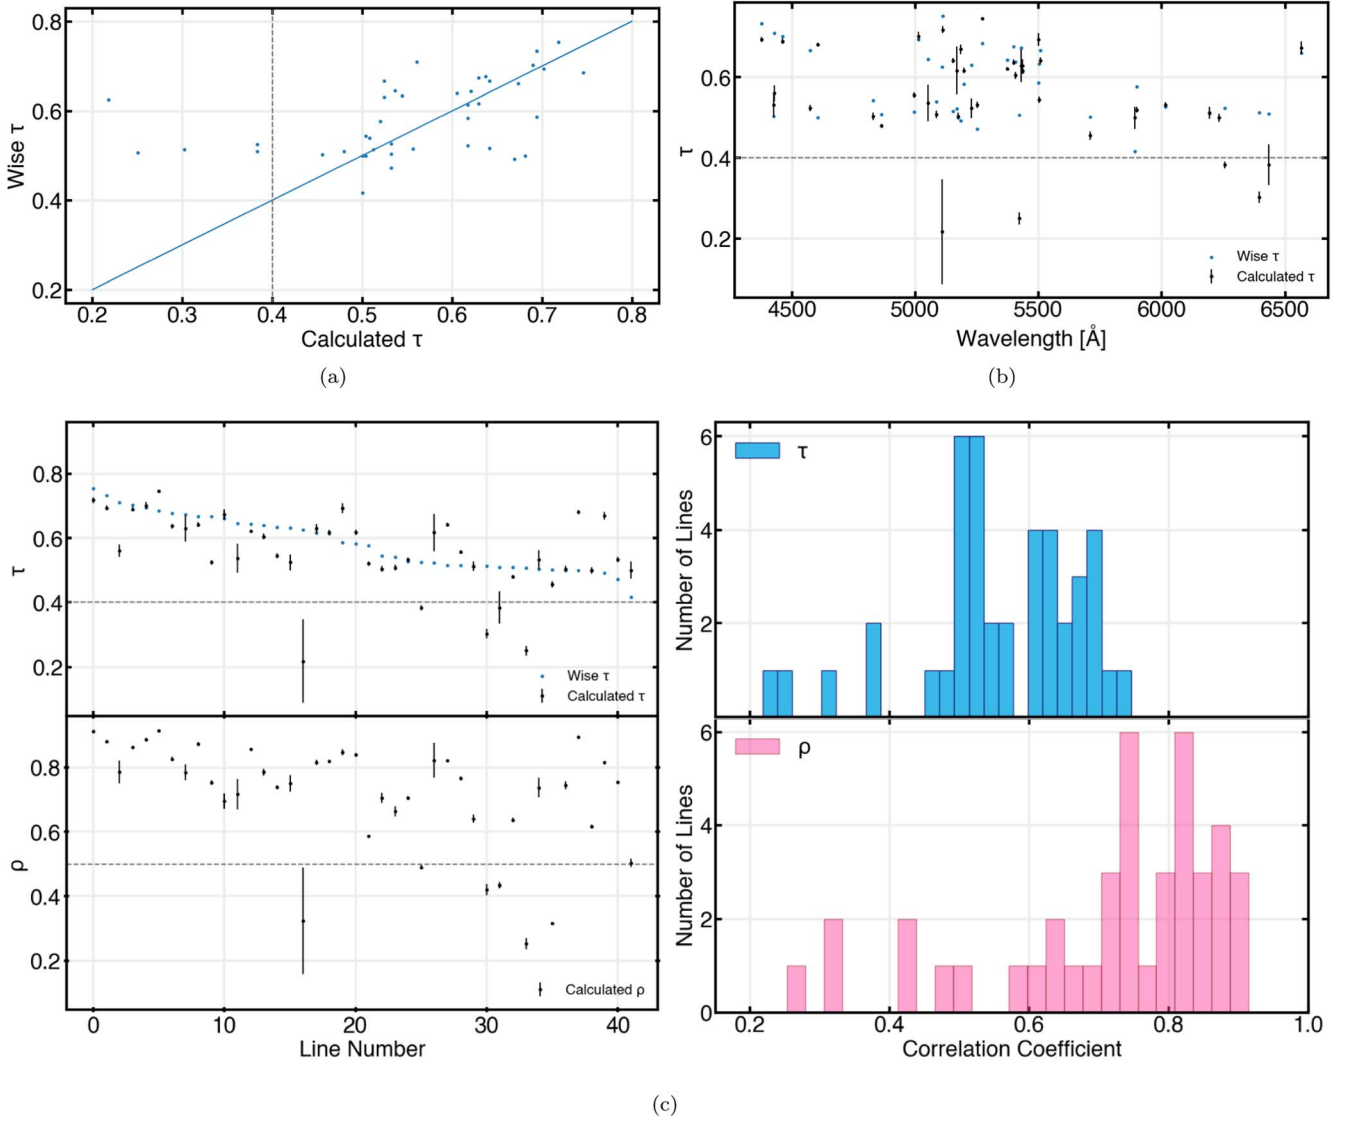 0.8
0.6
0.4
0.2
Wise τ
0.2 0.3 0.4 0.5 0.6 0.7 0.8
Calculated τ
(a)
0.6
0.4
0.2
τ
Wise τ
Calculated τ
4500 5000 5500 6000 6500
Wavelength [Å]
(b)
0.8
0.6
0.4
0.2
τ
Wise τ
Calculated τ
0.8
0.6
0.4
0.2
ρ
Calculated ρ
0 10 20 30 40
Line Number
6
4
2
Number of Lines
τ
6
4
2
0
Number of Lines
ρ
0.2 0.4 0.6 0.8 1.0
Correlation Coefficient
(c)